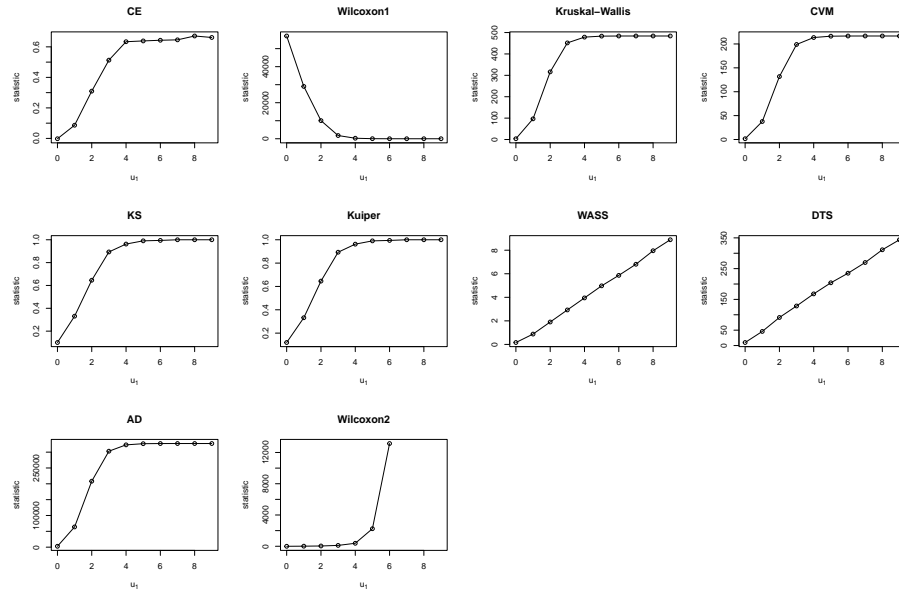 CE
statistic
0.0 0.2 0.4 0.6
0 2 4 6 8
u1
Wilcoxon1
statistic
0 20000 40000
0 2 4 6 8
u1
Kruskal−Wallis
statistic
0 100 200 300 400 500
0 2 4 6 8
u1
CVM
statistic
0 50 100 150 200
0 2 4 6 8
u1
KS
statistic
0.2 0.4 0.6 0.8 1.0
0 2 4 6 8
u1
Kuiper
statistic
0.2 0.4 0.6 0.8 1.0
0 2 4 6 8
u1
WASS
statistic
0 2 4 6 8
0 2 4 6 8
u1
DTS
statistic
0 50 150 250 350
0 2 4 6 8
u1
AD
statistic
0 100000 250000
0 2 4 6 8
u1
Wilcoxon2
statistic
0 4000 8000 12000
0 2 4 6 8
u1